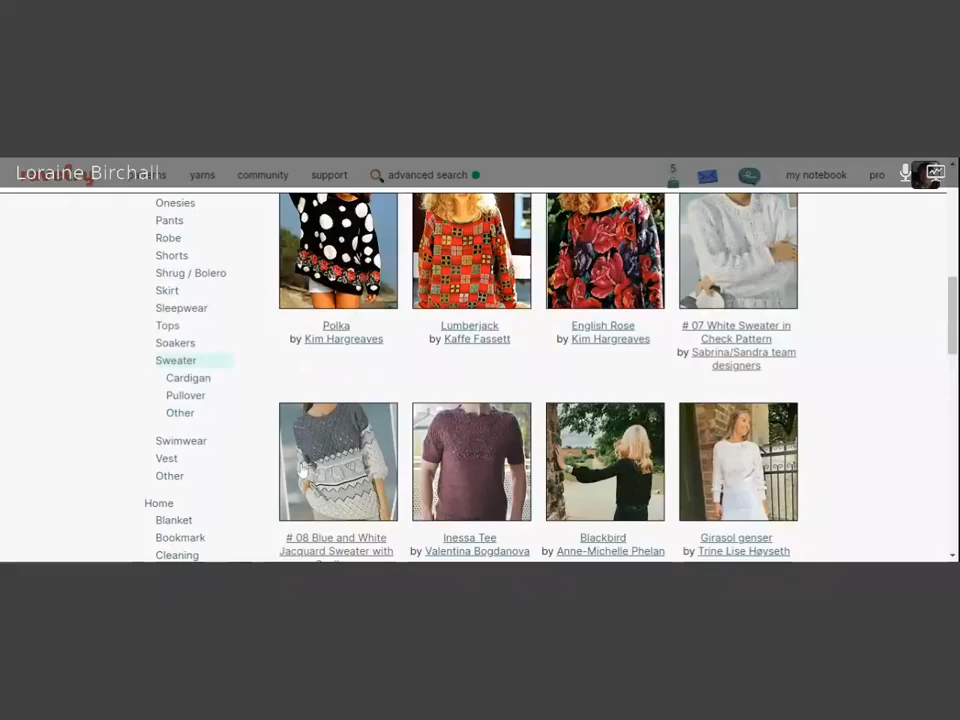 Loraine Birchall
yarns
community
support
advanced search
5
my notebook
pro
Onesies
Pants
Robe
Shorts
Shrug / Bolero
Skirt
Sleepwear
Tops
Soakers
Sweater
Cardigan
Pullover
Other
Swimwear
Vest
Other
Home
Blanket
Bookmark
Cleaning
Polka
by Kim Hargreaves
Lumberjack
by Kaffe Fassett
English Rose
by Kim Hargreaves
# 07 White Sweater in
Check Pattern
by Sabrina/Sandra team
designers
# 08 Blue and White
Jacquard Sweater with
Inessa Tee
by Valentina Bogdanova
Blackbird
by Anne-Michelle Phelan
Girasol genser
by Trine Lise Høyseth